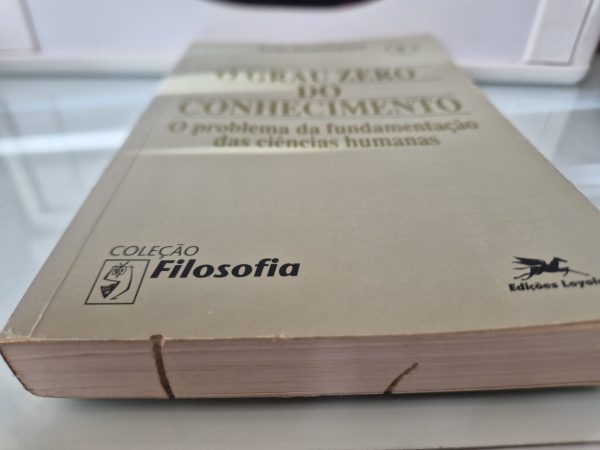 O GRAU ZERO
DO
CONHECIMENTO
O problema da fundamentação
das ciências humanas
COLEÇÃO
Filosofia
Edições Loyola